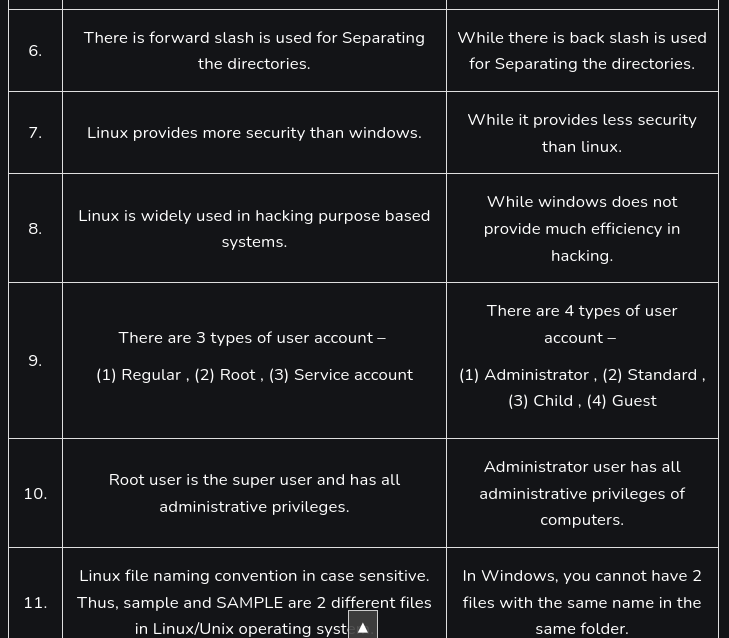 6.
There is forward slash is used for Separating
the directories.
While there is back slash is used
for Separating the directories.
7.
Linux provides more security than windows.
While it provides less security
than linux.
8.
Linux is widely used in hacking purpose based
systems.
While windows does not
provide much efficiency in
hacking.
9.
There are 3 types of user account –
(1) Regular , (2) Root , (3) Service account
There are 4 types of user
account –
(1) Administrator , (2) Standard ,
(3) Child , (4) Guest
10.
Root user is the super user and has all
administrative privileges.
Administrator user has all
administrative privileges of
computers.
11.
Linux file naming convention in case sensitive.
Thus, sample and SAMPLE are 2 different files
in Linux/Unix operating
In Windows, you cannot have 2
files with the same name in the
same folder.